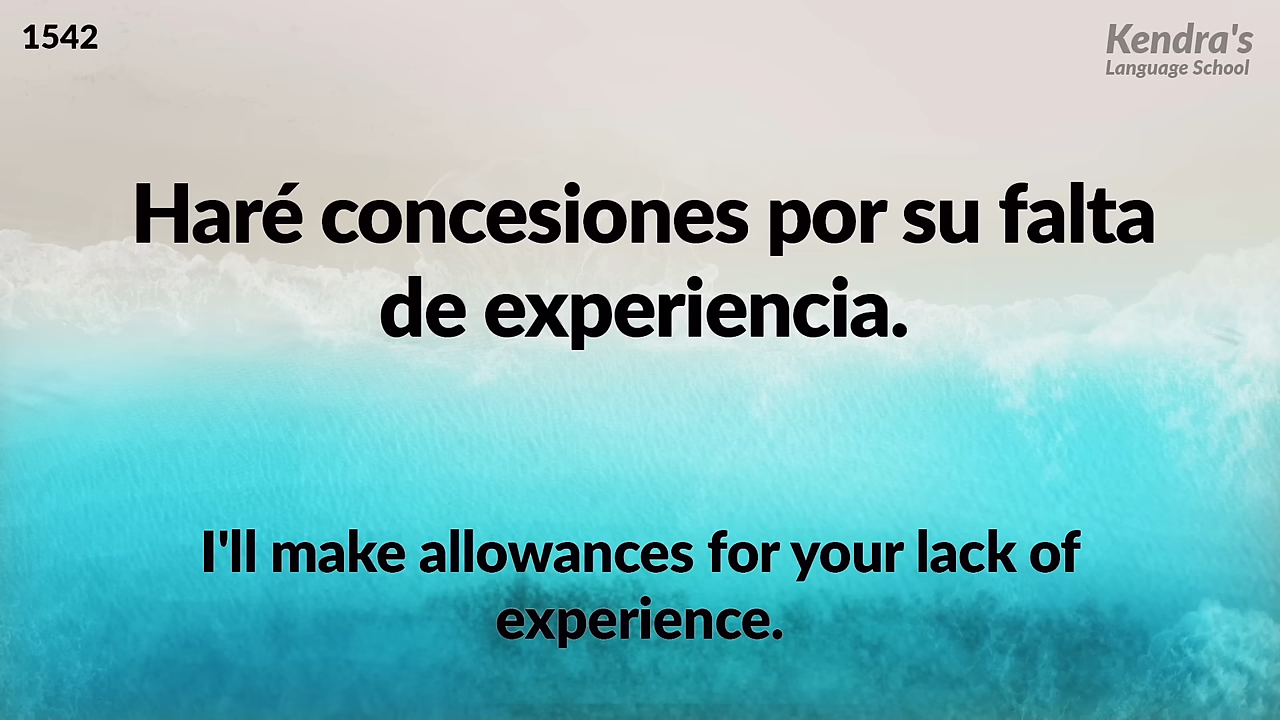 1542
Kendra's
Language School
Haré concesiones por su falta
de experiencia.
I'll make allowances for your lack of
experience.